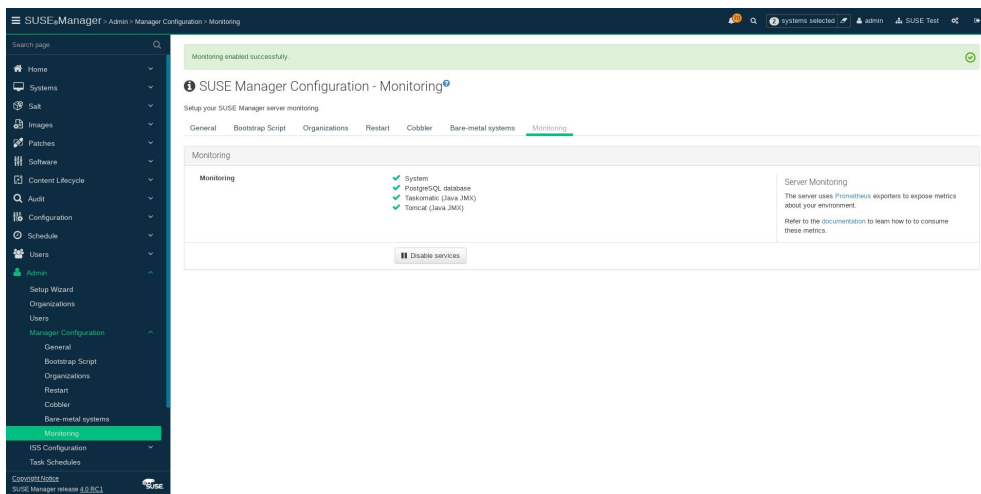 SUSE Manager > Admin > Manager Configuration > Monitoring
2 systems selected admin SUSE Test
Search page
Home
Systems
Salt
Images
Patches
Software
Content Lifecycle
Audit
Configuration
Schedule
Users
Admin
Setup Wizard
Organizations
Users
Manager Configuration
General
Bootstrap Script
Organizations
Restart
Cobbler
Bare-metal systems
Monitoring
ISS Configuration
Task Schedules
Copyright Notice
SUSE Manager release 4.0 RC1
SUSE
Monitoring enabled successfully.
SUSE Manager Configuration - Monitoring
Setup your SUSE Manager server monitoring.
General Bootstrap Script Organizations Restart Cobbler Bare-metal systems Monitoring
Monitoring
Monitoring
System
PostgreSQL database
Taskomatic (Java JMX)
Tomcat (Java JMX)
Server Monitoring
The server uses Prometheus exporters to expose metrics
about your environment.
Refer to the documentation to learn how to to consume
these metrics.
Disable services